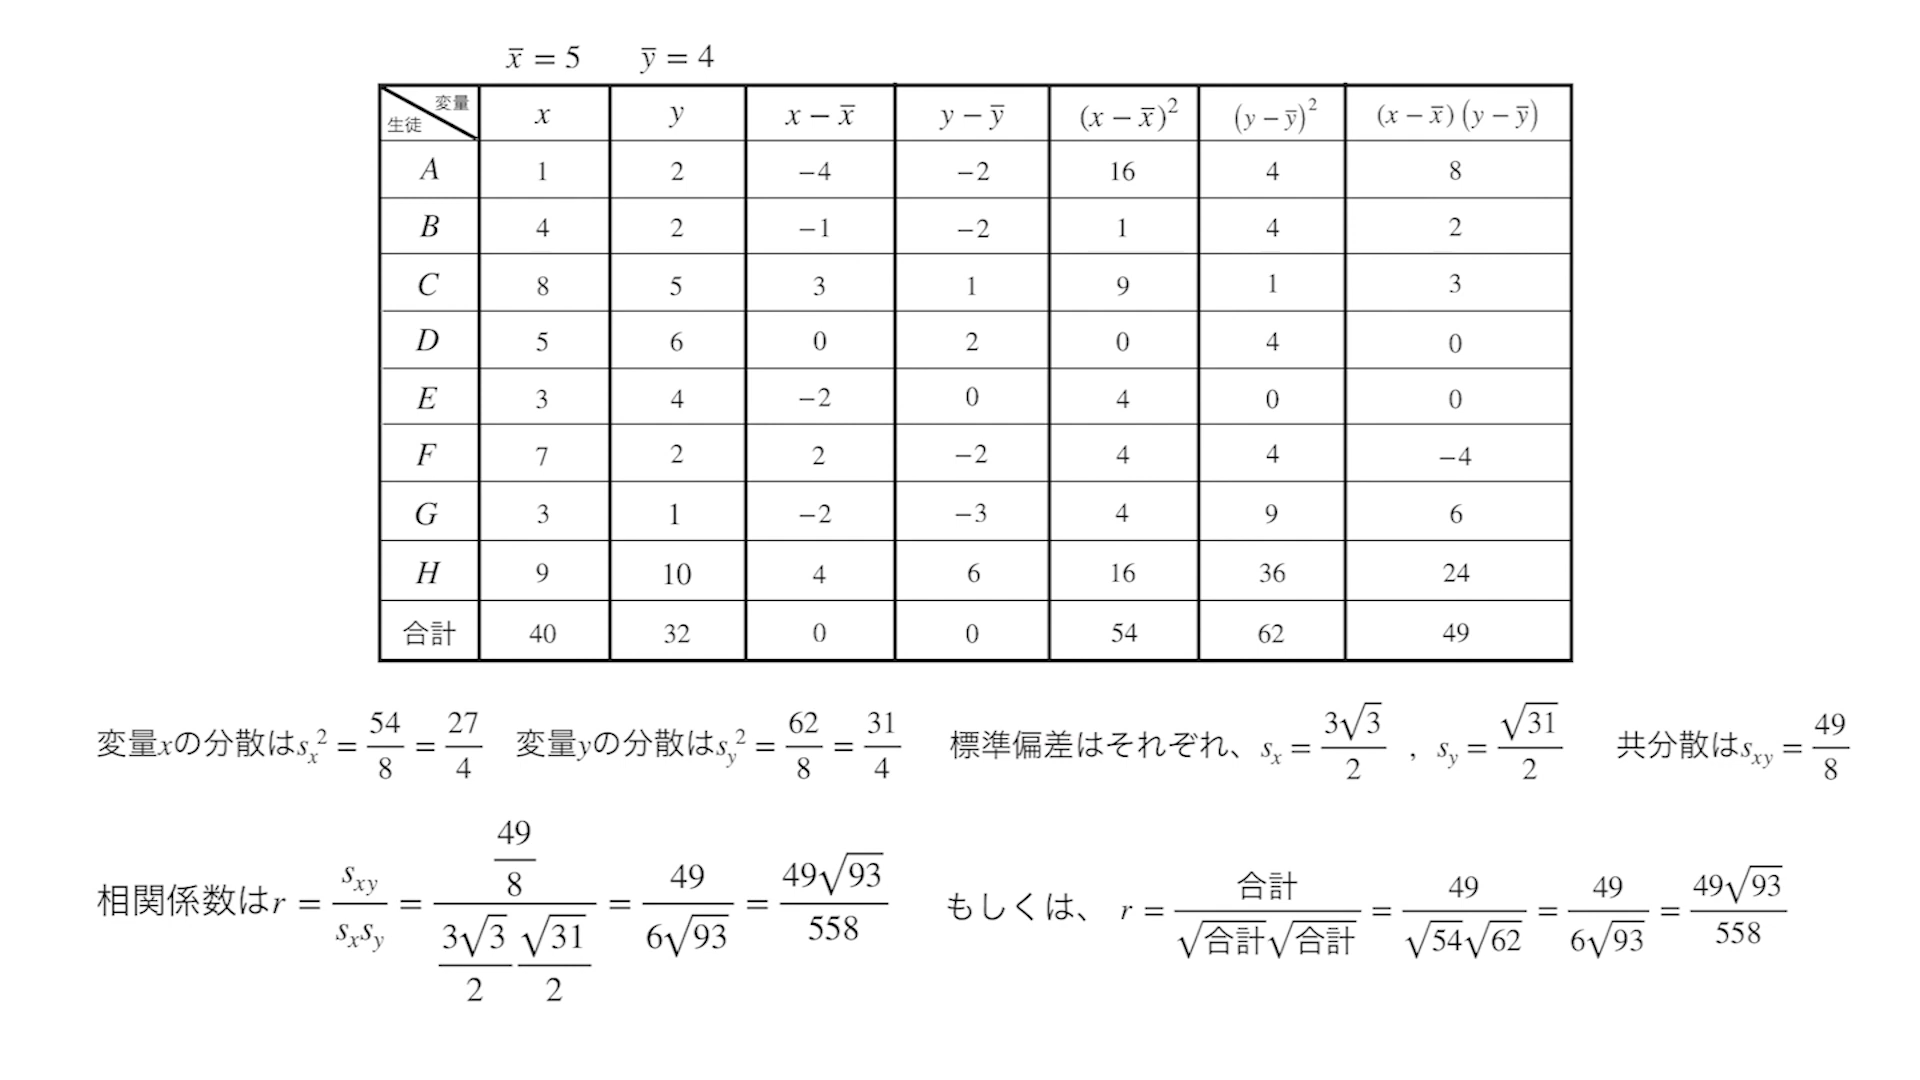 x̄ = 5 ȳ = 4
変量 生徒 x y x − x̄ y − ȳ (x − x̄)² (y − ȳ)² (x − x̄)(y − ȳ)
A 1 2 −4 −2 16 4 8
B 4 2 −1 −2 1 4 2
C 8 5 3 1 9 1 3
D 5 6 0 2 0 4 0
E 3 4 −2 0 4 0 0
F 7 2 2 −2 4 4 −4
G 3 1 −2 −3 4 9 6
H 9 10 4 6 16 36 24
合計 40 32 0 0 54 62 49
変量xの分散はsₓ² = 54/8 = 27/4 変量yの分散はs_y² = 62/8 = 31/4 標準偏差はそれぞれ、sₓ = 3√3/2 , s_y = √31/2 共分散はs_xy = 49/8
相関係数はr = s_xy/(s_x s_y) = (49/8)/((3√3/2)(√31/2)) = 49/(6√93) = 49√93/558 もしくは、 r = 合計/(√合計√合計) = 49/(√54√62) = 49/(6√93) = 49√93/558